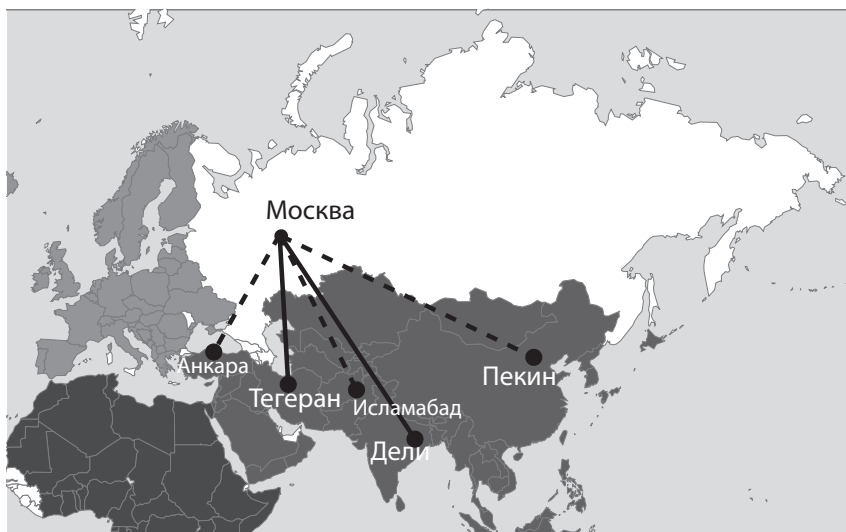 Москва
Анкара
Тегеран
Исламабад
Пекин
Дели